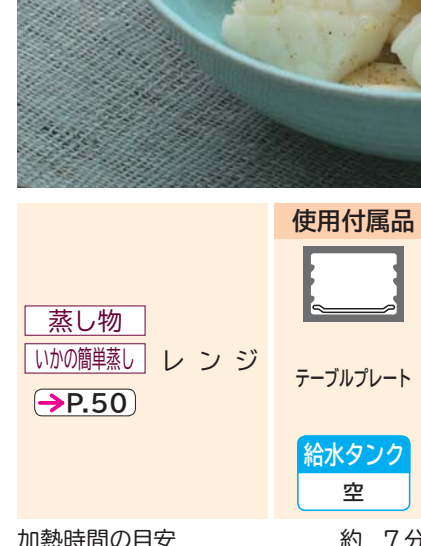 使用付属品
蒸し物
いかの簡単蒸し レンジ
→P.50
テーブルプレート
給水タンク
空
加熱時間の目安 約 7分